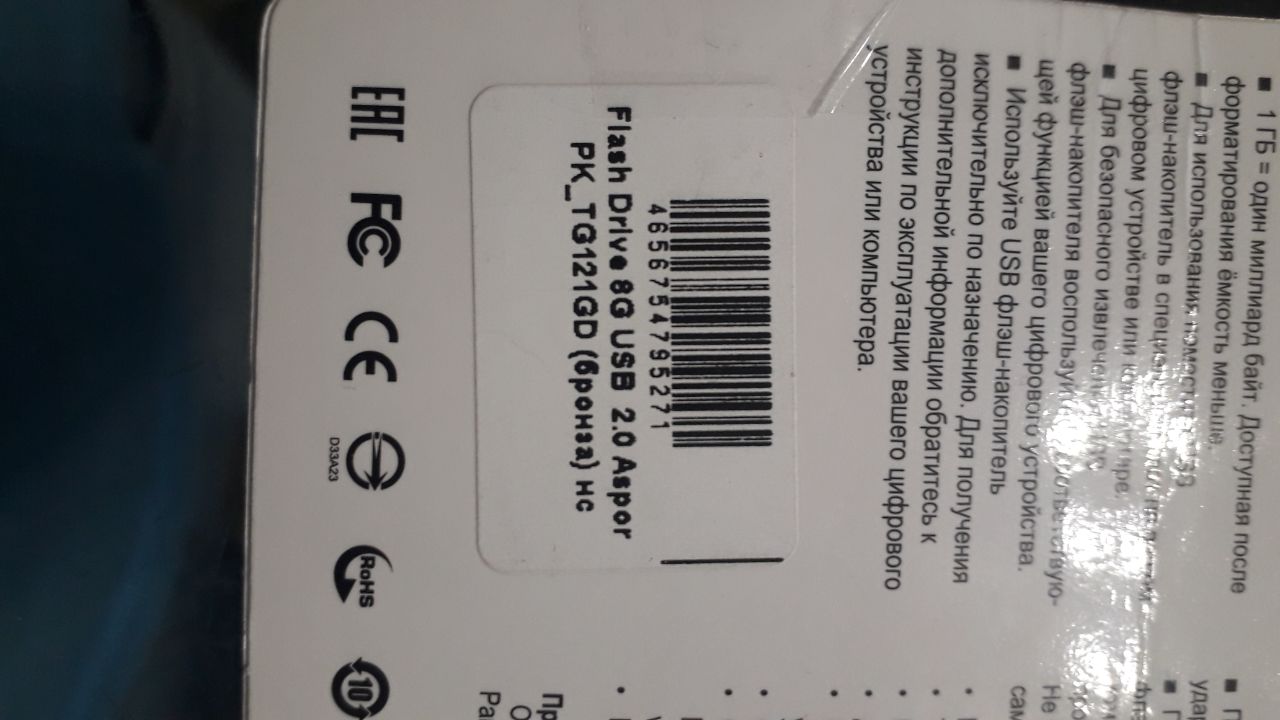 ■ 1 ГБ = один миллиард байт. Доступная после
форматирования ёмкость меньше.
■ Для использования
флэш-накопитель в
цифровом устройстве или
■ Для безопасного
флэш-накопителя
щей функцией вашего цифрового устройства.
■ Используйте USB флэш-накопитель
исключительно по назначению. Для получения
дополнительной информации обратитесь к
инструкции по эксплуатации вашего цифрового
устройства или компьютера.
4656754795271
Flash Drive 8G USB 2.0 Aspor
PK_TG121GD (бронза) нс
EAC FC CE D33A23 RoHS 10